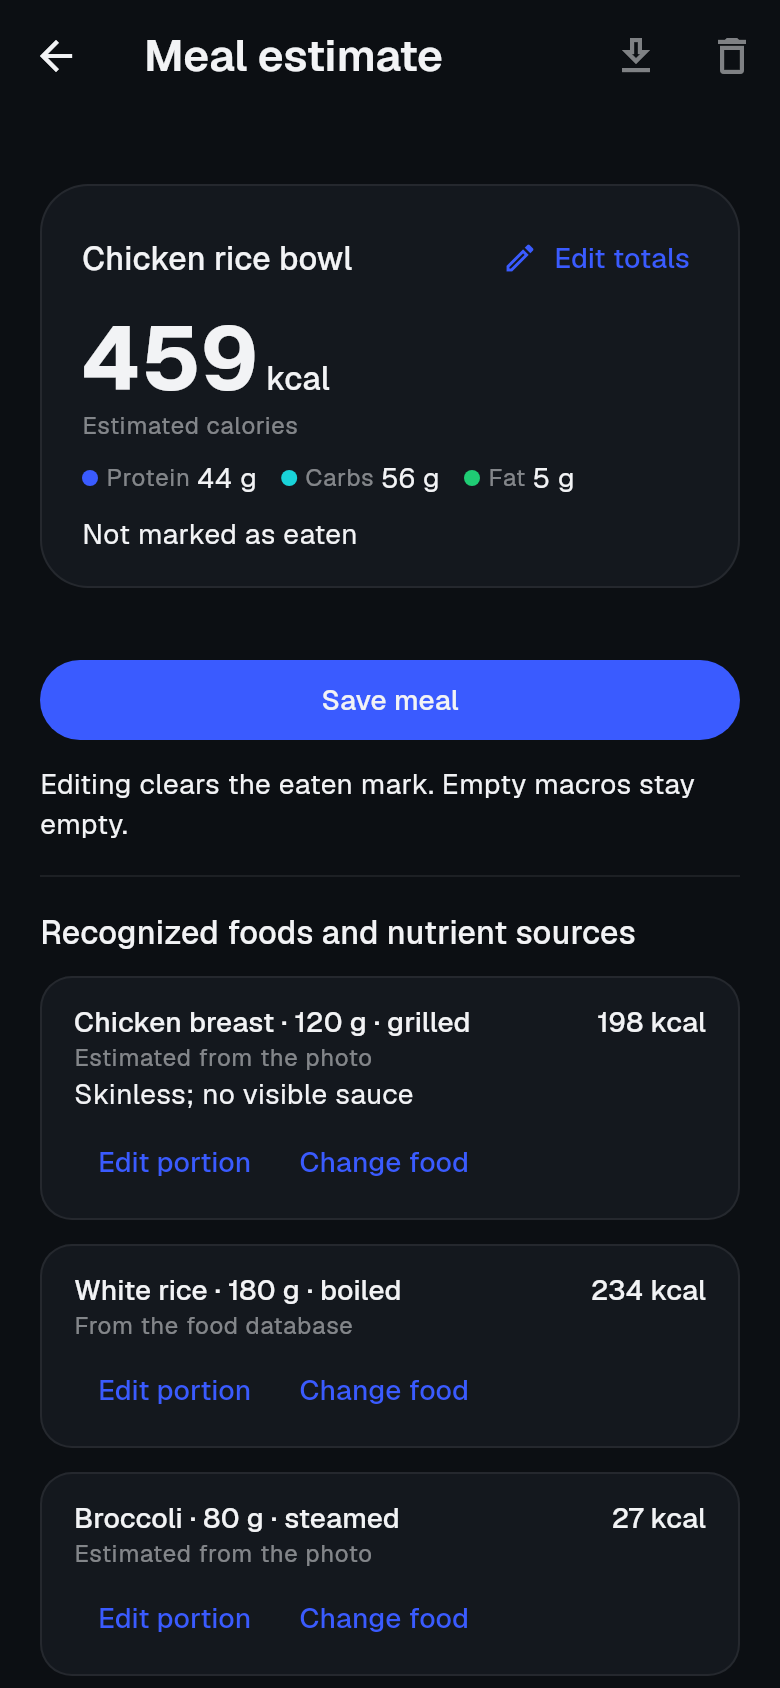 Meal estimate
Chicken rice bowl
Edit totals
459 kcal
Estimated calories
Protein 44 g Carbs 56 g Fat 5 g
Not marked as eaten
Save meal
Editing clears the eaten mark. Empty macros stay
empty.
Recognized foods and nutrient sources
Chicken breast · 120 g · grilled 198 kcal
Estimated from the photo
Skinless; no visible sauce
Edit portion Change food
White rice · 180 g · boiled 234 kcal
From the food database
Edit portion Change food
Broccoli · 80 g · steamed 27 kcal
Estimated from the photo
Edit portion Change food